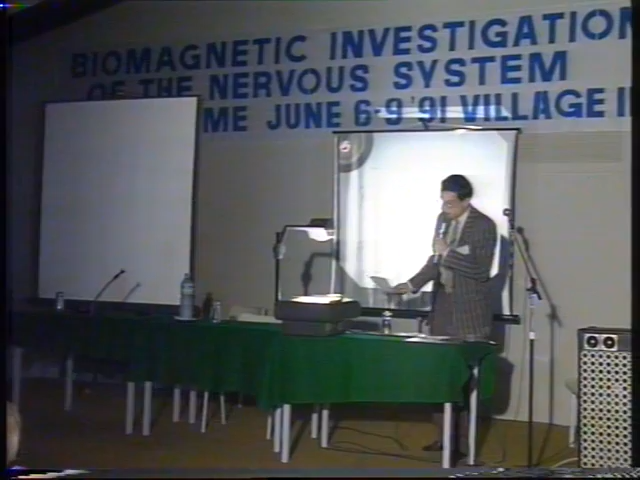 BIOMAGNETIC INVESTIGATION
OF THE NERVOUS SYSTEM
ME JUNE 6-9 '91 VILLAGE I